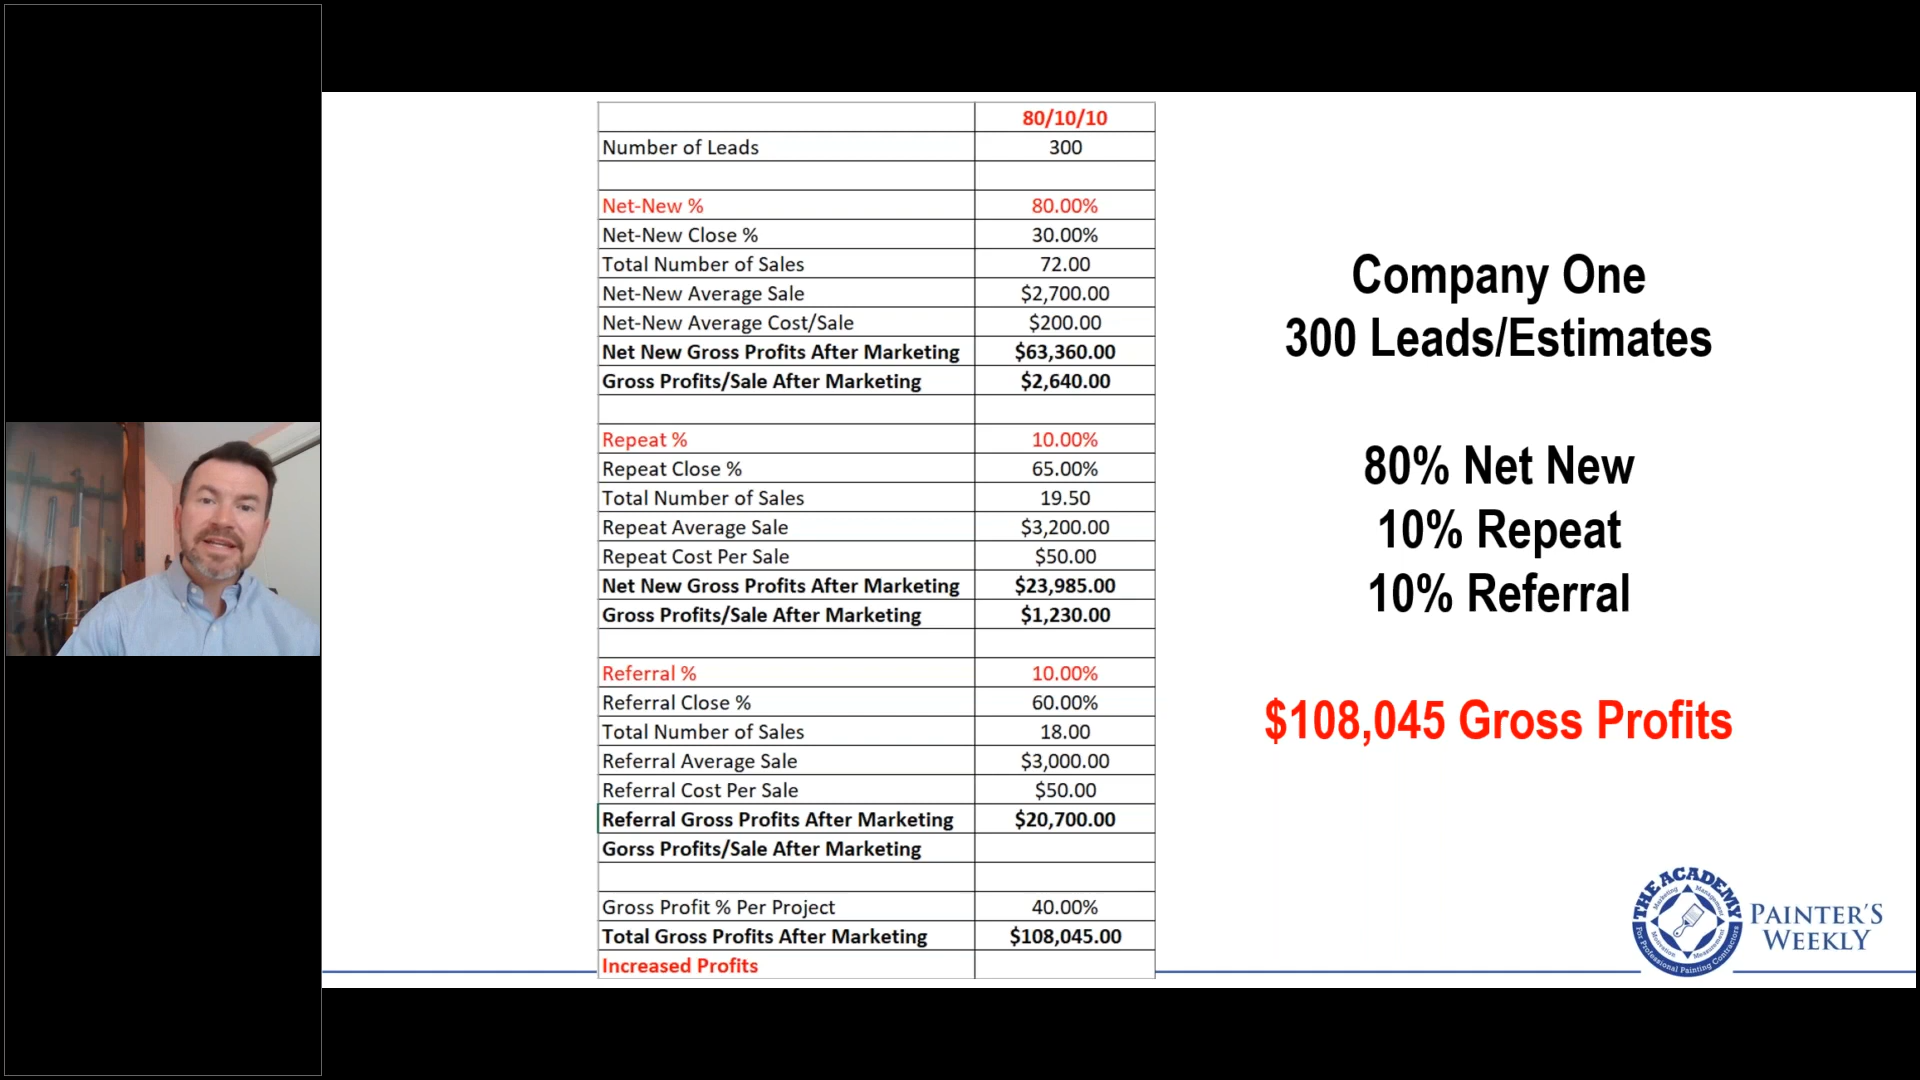 80/10/10
Number of Leads 300
Net-New % 80.00%
Net-New Close % 30.00%
Total Number of Sales 72.00
Net-New Average Sale $2,700.00
Net-New Average Cost/Sale $200.00
Net New Gross Profits After Marketing $63,360.00
Gross Profits/Sale After Marketing $2,640.00
Repeat % 10.00%
Repeat Close % 65.00%
Total Number of Sales 19.50
Repeat Average Sale $3,200.00
Repeat Cost Per Sale $50.00
Net New Gross Profits After Marketing $23,985.00
Gross Profits/Sale After Marketing $1,230.00
Referral % 10.00%
Referral Close % 60.00%
Total Number of Sales 18.00
Referral Average Sale $3,000.00
Referral Cost Per Sale $50.00
Referral Gross Profits After Marketing $20,700.00
Gorss Profits/Sale After Marketing
Gross Profit % Per Project 40.00%
Total Gross Profits After Marketing $108,045.00
Increased Profits
Company One
300 Leads/Estimates
80% Net New
10% Repeat
10% Referral
$108,045 Gross Profits
THE ACADEMY
Marketing
Management
Motivation
Measurement
For Professional Painting Contractors
PAINTER'S
WEEKLY